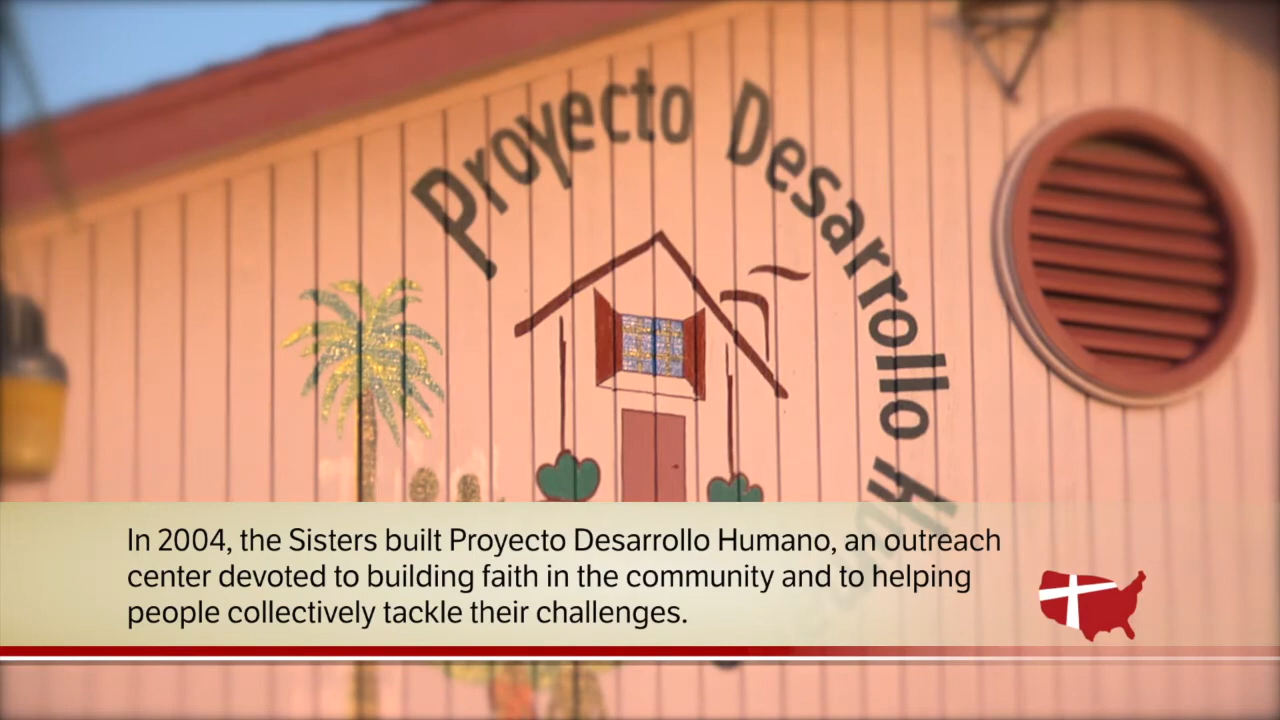 Proyecto Desarrollo H
In 2004, the Sisters built Proyecto Desarrollo Humano, an outreach
center devoted to building faith in the community and to helping
people collectively tackle their challenges.